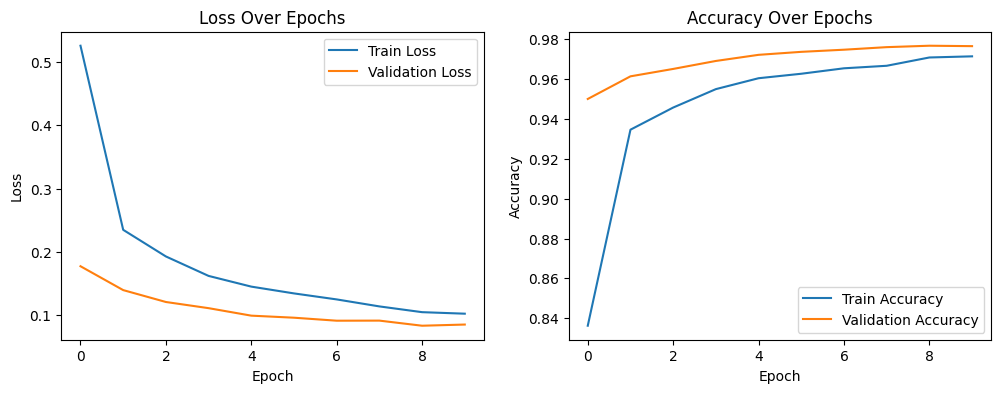 Loss Over Epochs
0.5
0.4
0.3
0.2
0.1
Loss
Train Loss
Validation Loss
0 2 4 6 8
Epoch
Accuracy Over Epochs
0.98
0.96
0.94
0.92
0.90
0.88
0.86
0.84
Accuracy
Train Accuracy
Validation Accuracy
0 2 4 6 8
Epoch